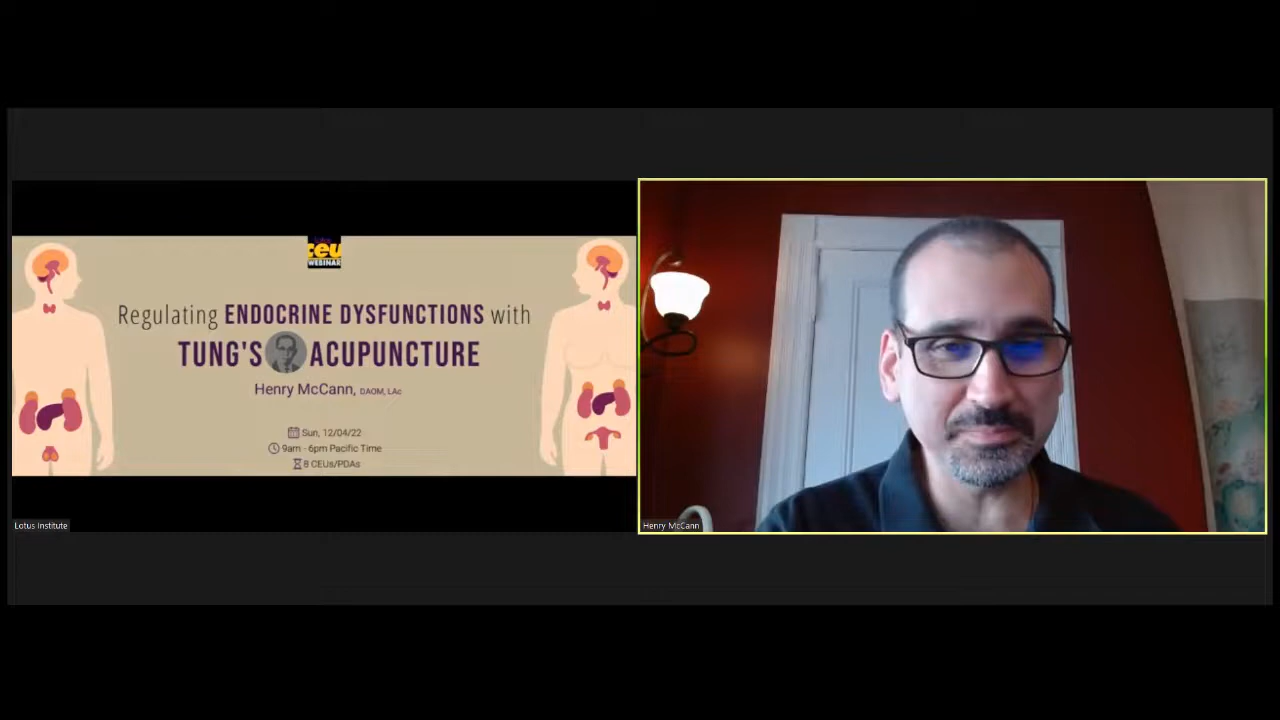 ceu
WEBINAR
Regulating ENDOCRINE DYSFUNCTIONS with
TUNG'S ACUPUNCTURE
Henry McCann, DAOM, LAc
Sun, 12/04/22
9am - 6pm Pacific Time
8 CEUs/PDAs
Lotus Institute
Henry McCann